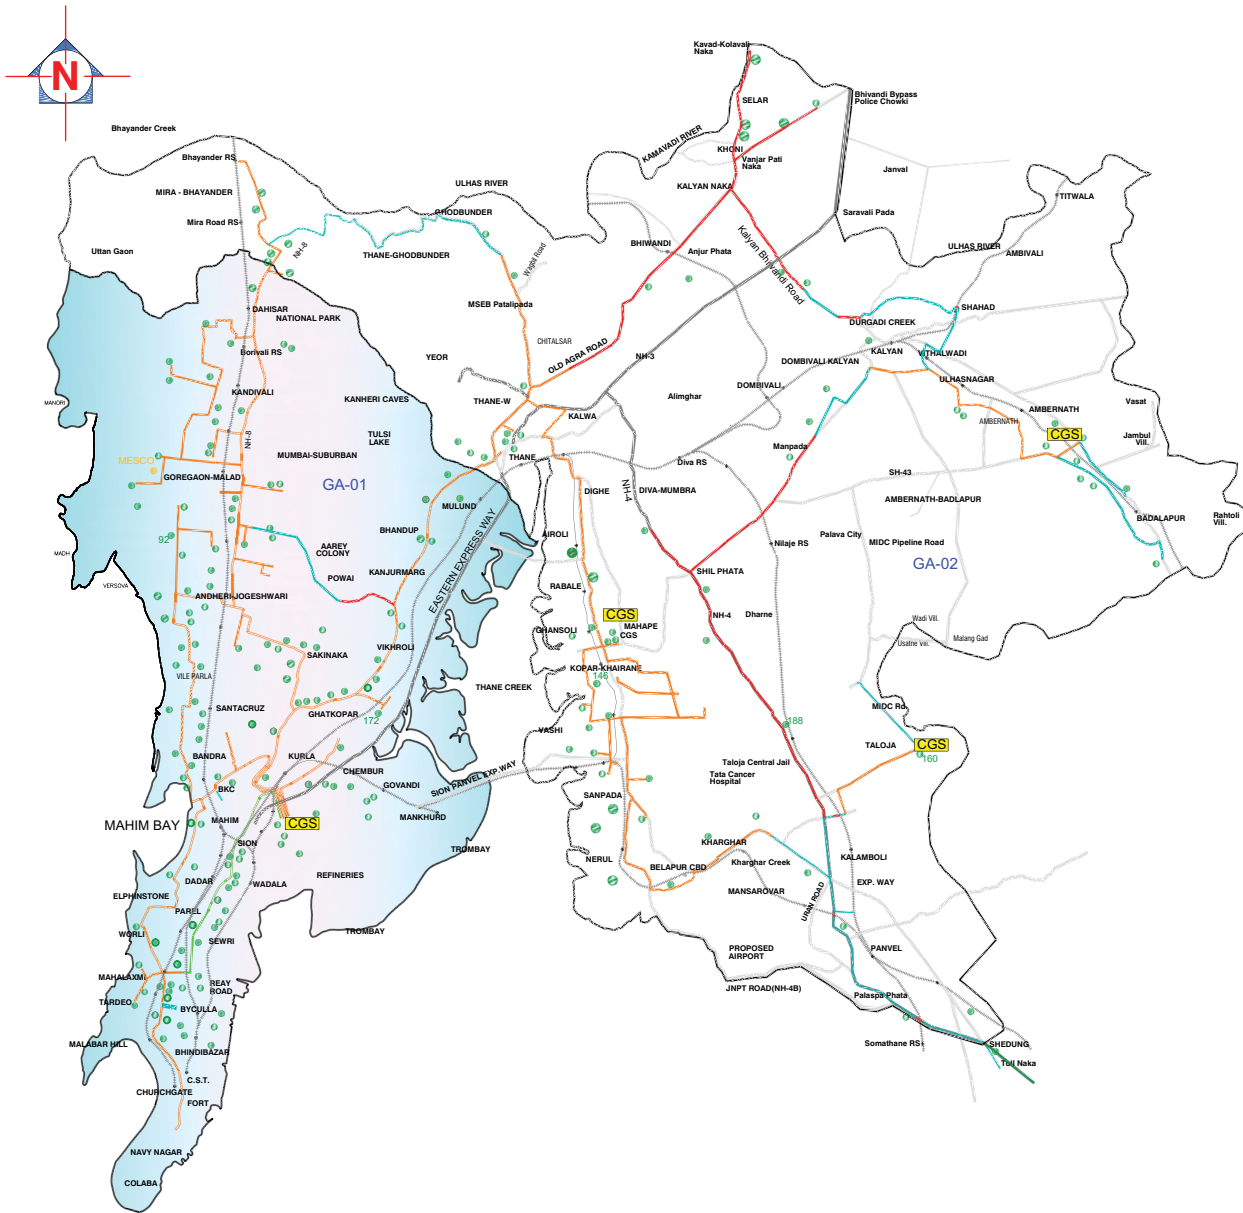 N
Kavad-Kolavali
Naka
SELAR
Bhivandi Bypass
Police Chowki
Bhayander Creek
KAMAVADI RIVER
KHONI
Vanjar Pati
Naka
Bhayander RS
Janval
MIRA - BHAYANDER
ULHAS RIVER
KALYAN NAKA
TITWALA
GHODBUNDER
Saravali Pada
Mira Road RS
Uttan Gaon
NH-8
THANE-GHODBUNDER
Waghbil Road
BHIWANDI
Anjur Phata
Kalyan Bhivandi Road
ULHAS RIVER
AMBIVALI
MSEB Patalipada
DAHISAR
NATIONAL PARK
SHAHAD
DURGADI CREEK
CHITALSAR
OLD AGRA ROAD
NH-3
Borivali RS
YEOR
KALYAN
VITHALWADI
DOMBIVALI KALYAN
DOMBIVALI
ULHASNAGAR
KANDIVALI
KANHERI CAVES
THANE-W
KALWA
Alimghar
MANORI
AMBERNATH
Vasat
AMBERNATH
NH-8
TULSI
LAKE
CGS
Jambul
Vill.
MESCO
MUMBAI-SUBURBAN
THANE
Manpada
Diva RS
GOREGAON-MALAD
GA-01
DIGHE
NH-4
DIVA-MUMBRA
SH-43
AMBERNATH-BADLAPUR
MULUND
BADALAPUR
Rahtoli
Vill.
92
BHANDUP
EASTERN EXPRESS WAY
AIROLI
Palava City
MIDC Pipeline Road
Nilaje RS
AAREY
COLONY
MADH
KANJURMARG
GA-02
POWAI
SHIL PHATA
VERSOVA
RABALE
ANDHERI-JOGESHWARI
CGS
NH-4
Dharne
Wadi Vill.
GHANSOLI
MAHAPE
CGS
Malang Gad
Usatne vill.
SAKINAKA
VIKHROLI
KOPAR-KHAIRANE
146
VILE PARLA
THANE CREEK
SANTACRUZ
GHATKOPAR
172
MIDC Rd.
188
VASHI
TALOJA
CGS
160
BANDRA
KURLA
CHEMBUR
SION PANVEL EXP.WAY
Taloja Central Jail
Tata Cancer
Hospital
GOVANDI
BKC
SANPADA
MANKHURD
MAHIM BAY
MAHIM
CGS
SION
TROMBAY
KHARGHAR
NERUL
BELAPUR CBD
Kharghar Creek
KALAMBOLI
DADAR
WADALA
REFINERIES
EXP. WAY
MANSAROVAR
URAN ROAD
ELPHINSTONE
PAREL
WORLI
TROMBAY
SEWRI
PROPOSED
AIRPORT
PANVEL
MAHALAXMI
REAY
ROAD
JNPT ROAD(NH-4B)
Palaspa Phata
TARDEO
BYCULLA
MALABAR HILL
BHINDIBAZAR
Somathane RS
SHEDUNG
Toll Naka
C.S.T.
CHURCHGATE
FORT
NAVY NAGAR
COLABA